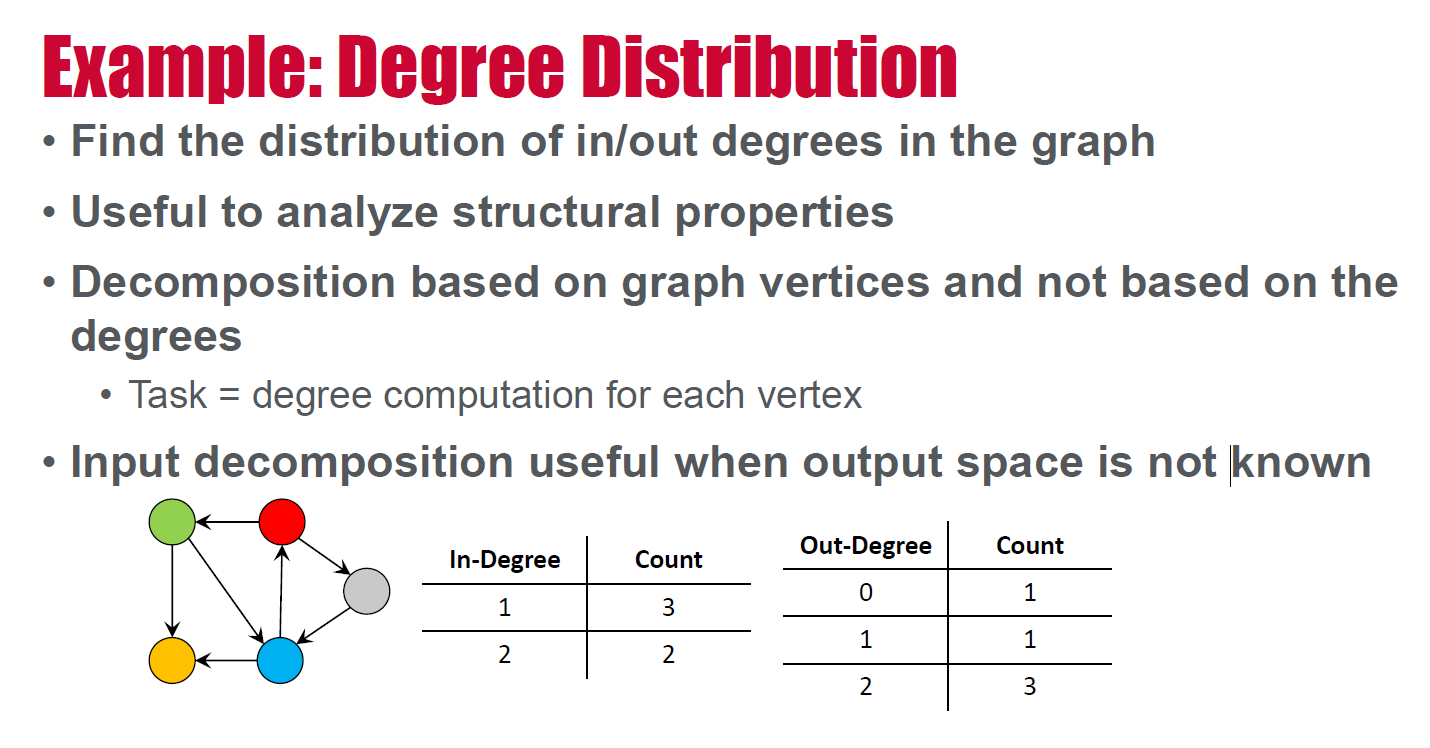 Example: Degree Distribution
• Find the distribution of in/out degrees in the graph
• Useful to analyze structural properties
• Decomposition based on graph vertices and not based on the
degrees
• Task = degree computation for each vertex
• Input decomposition useful when output space is not known
In-Degree Count
1 3
2 2
Out-Degree Count
0 1
1 1
2 3